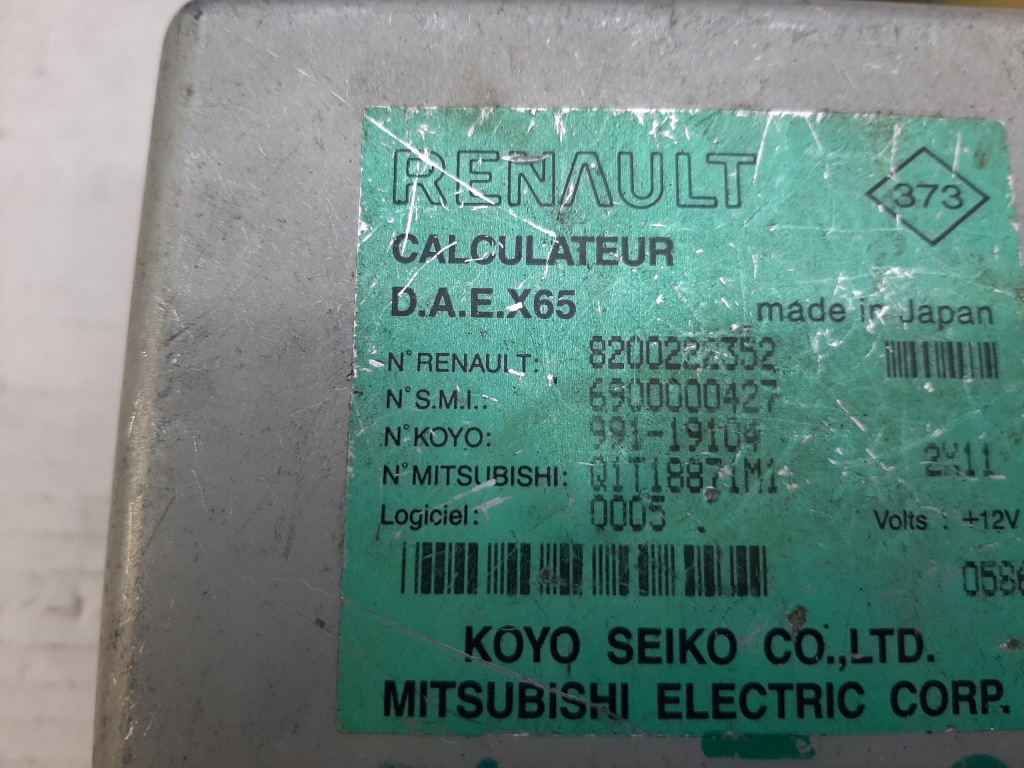 RENAULT
373
CALCULATEUR
D.A.E.X65
made in Japan
N° RENAULT: 8200222352
N° S.M.I.: 6900000427
N° KOYO: 991-19104
N° MITSUBISHI: Q1T18871M1
2X11
Logiciel: 0005
Volts : +12V
KOYO SEIKO CO.,LTD.
MITSUBISHI ELECTRIC CORP.